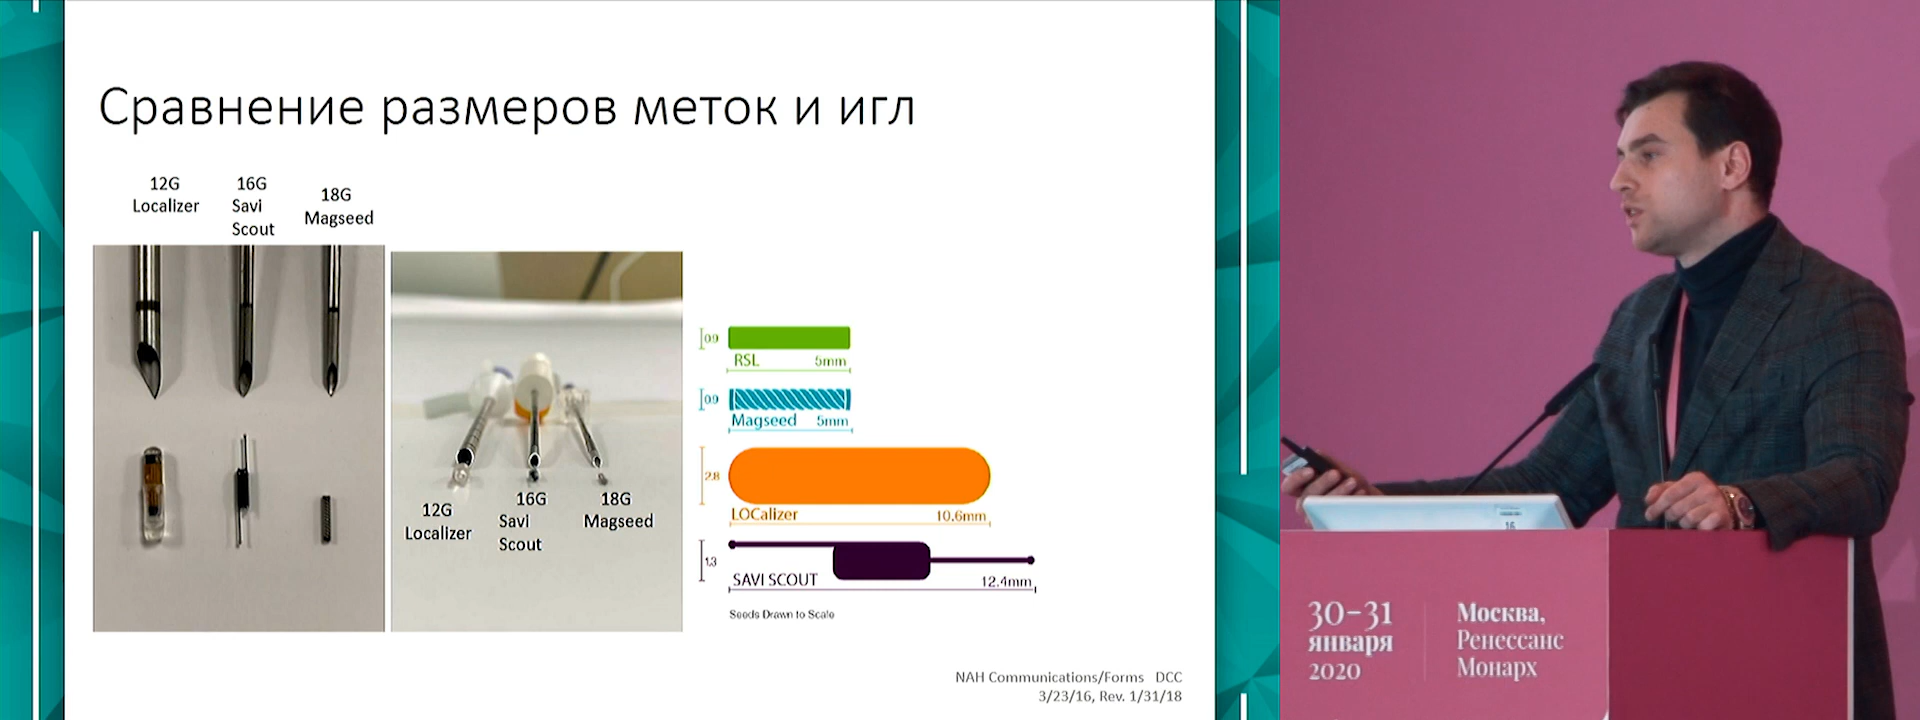 Сравнение размеров меток и игл
12G
Localizer
16G
Savi
Scout
18G
Magseed
12G
Localizer
16G
Savi
Scout
18G
Magseed
0.9
RSL 5mm
0.9
Magseed 5mm
2.8
LOCalizer 10.6mm
1.3
SAVI SCOUT 12.4mm
Seeds Drawn to Scale
NAH Communications/Forms DCC
3/23/16, Rev. 1/31/18
16
30-31
января
2020
Москва,
Ренессанс
Монарх